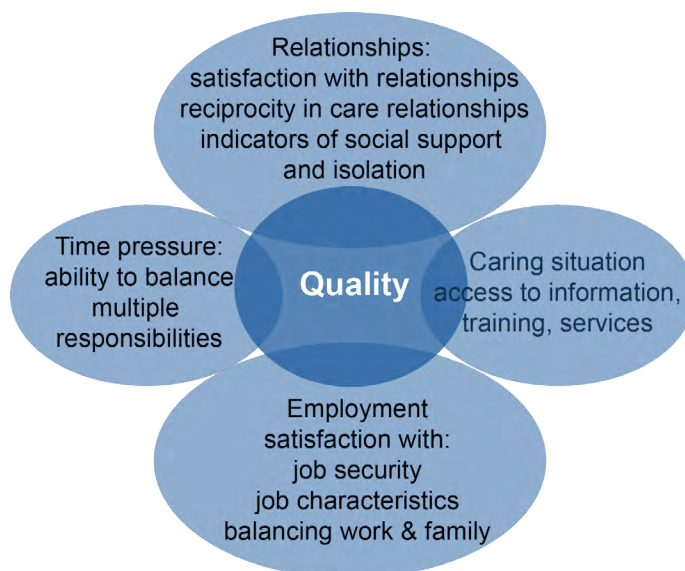 Relationships:
satisfaction with relationships
reciprocity in care relationships
indicators of social support
and isolation
Time pressure:
ability to balance
multiple
responsibilities
Quality
Caring situation
access to information,
training, services
Employment
satisfaction with:
job security
job characteristics
balancing work & family